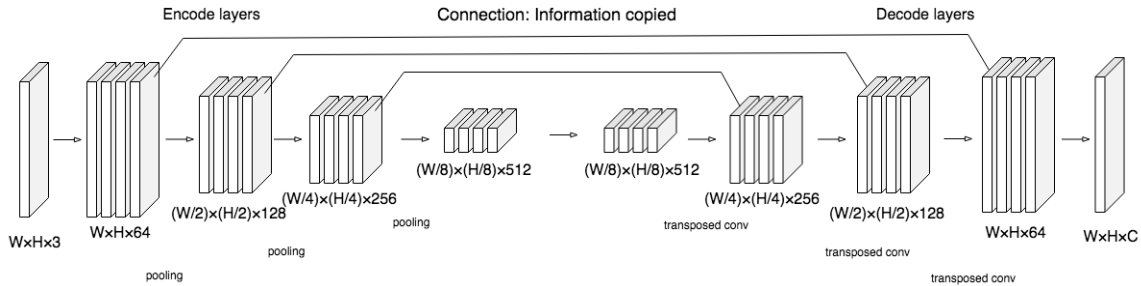 Encode layers
Connection: Information copied
Decode layers
W×H×3
W×H×64
(W/2)×(H/2)×128
(W/4)×(H/4)×256
(W/8)×(H/8)×512
(W/8)×(H/8)×512
(W/4)×(H/4)×256
(W/2)×(H/2)×128
W×H×64
W×H×C
pooling
pooling
pooling
transposed conv
transposed conv
transposed conv